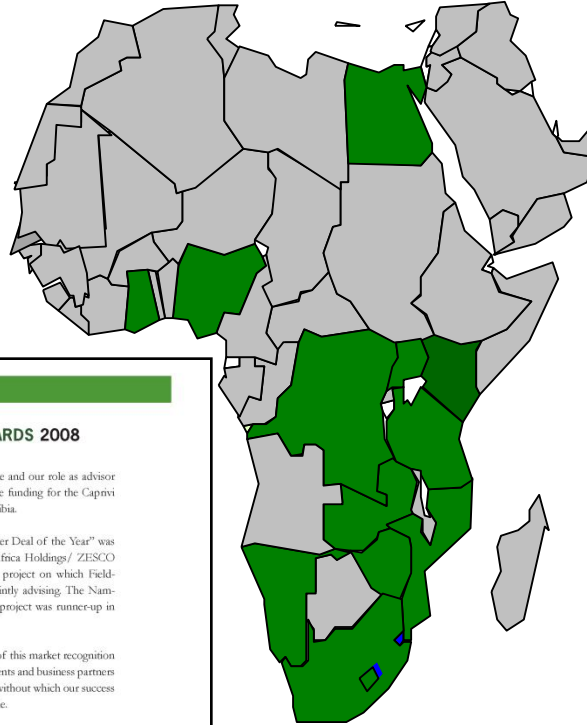 ARDS 2008
e and our role as advisor
e funding for the Caprivi
ibia.
er Deal of the Year" was
frica Holdings/ ZESCO
project on which Field-
intly advising. The Nam-
project was runner-up in
of this market recognition
ents and business partners
without which our success
e.